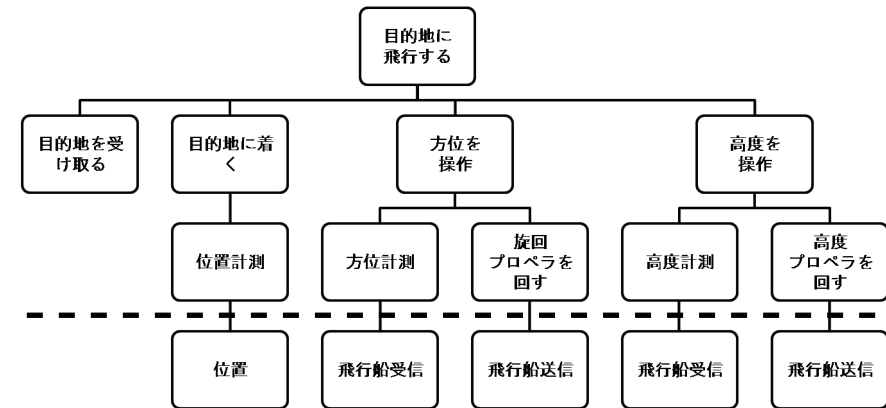 目的地に
飛行する
目的地を受
け取る
目的地に着
く
方位を
操作
高度を
操作
位置計測
方位計測
旋回
プロペラを
回す
高度計測
高度
プロペラを
回す
位置
飛行船受信
飛行船送信
飛行船受信
飛行船送信